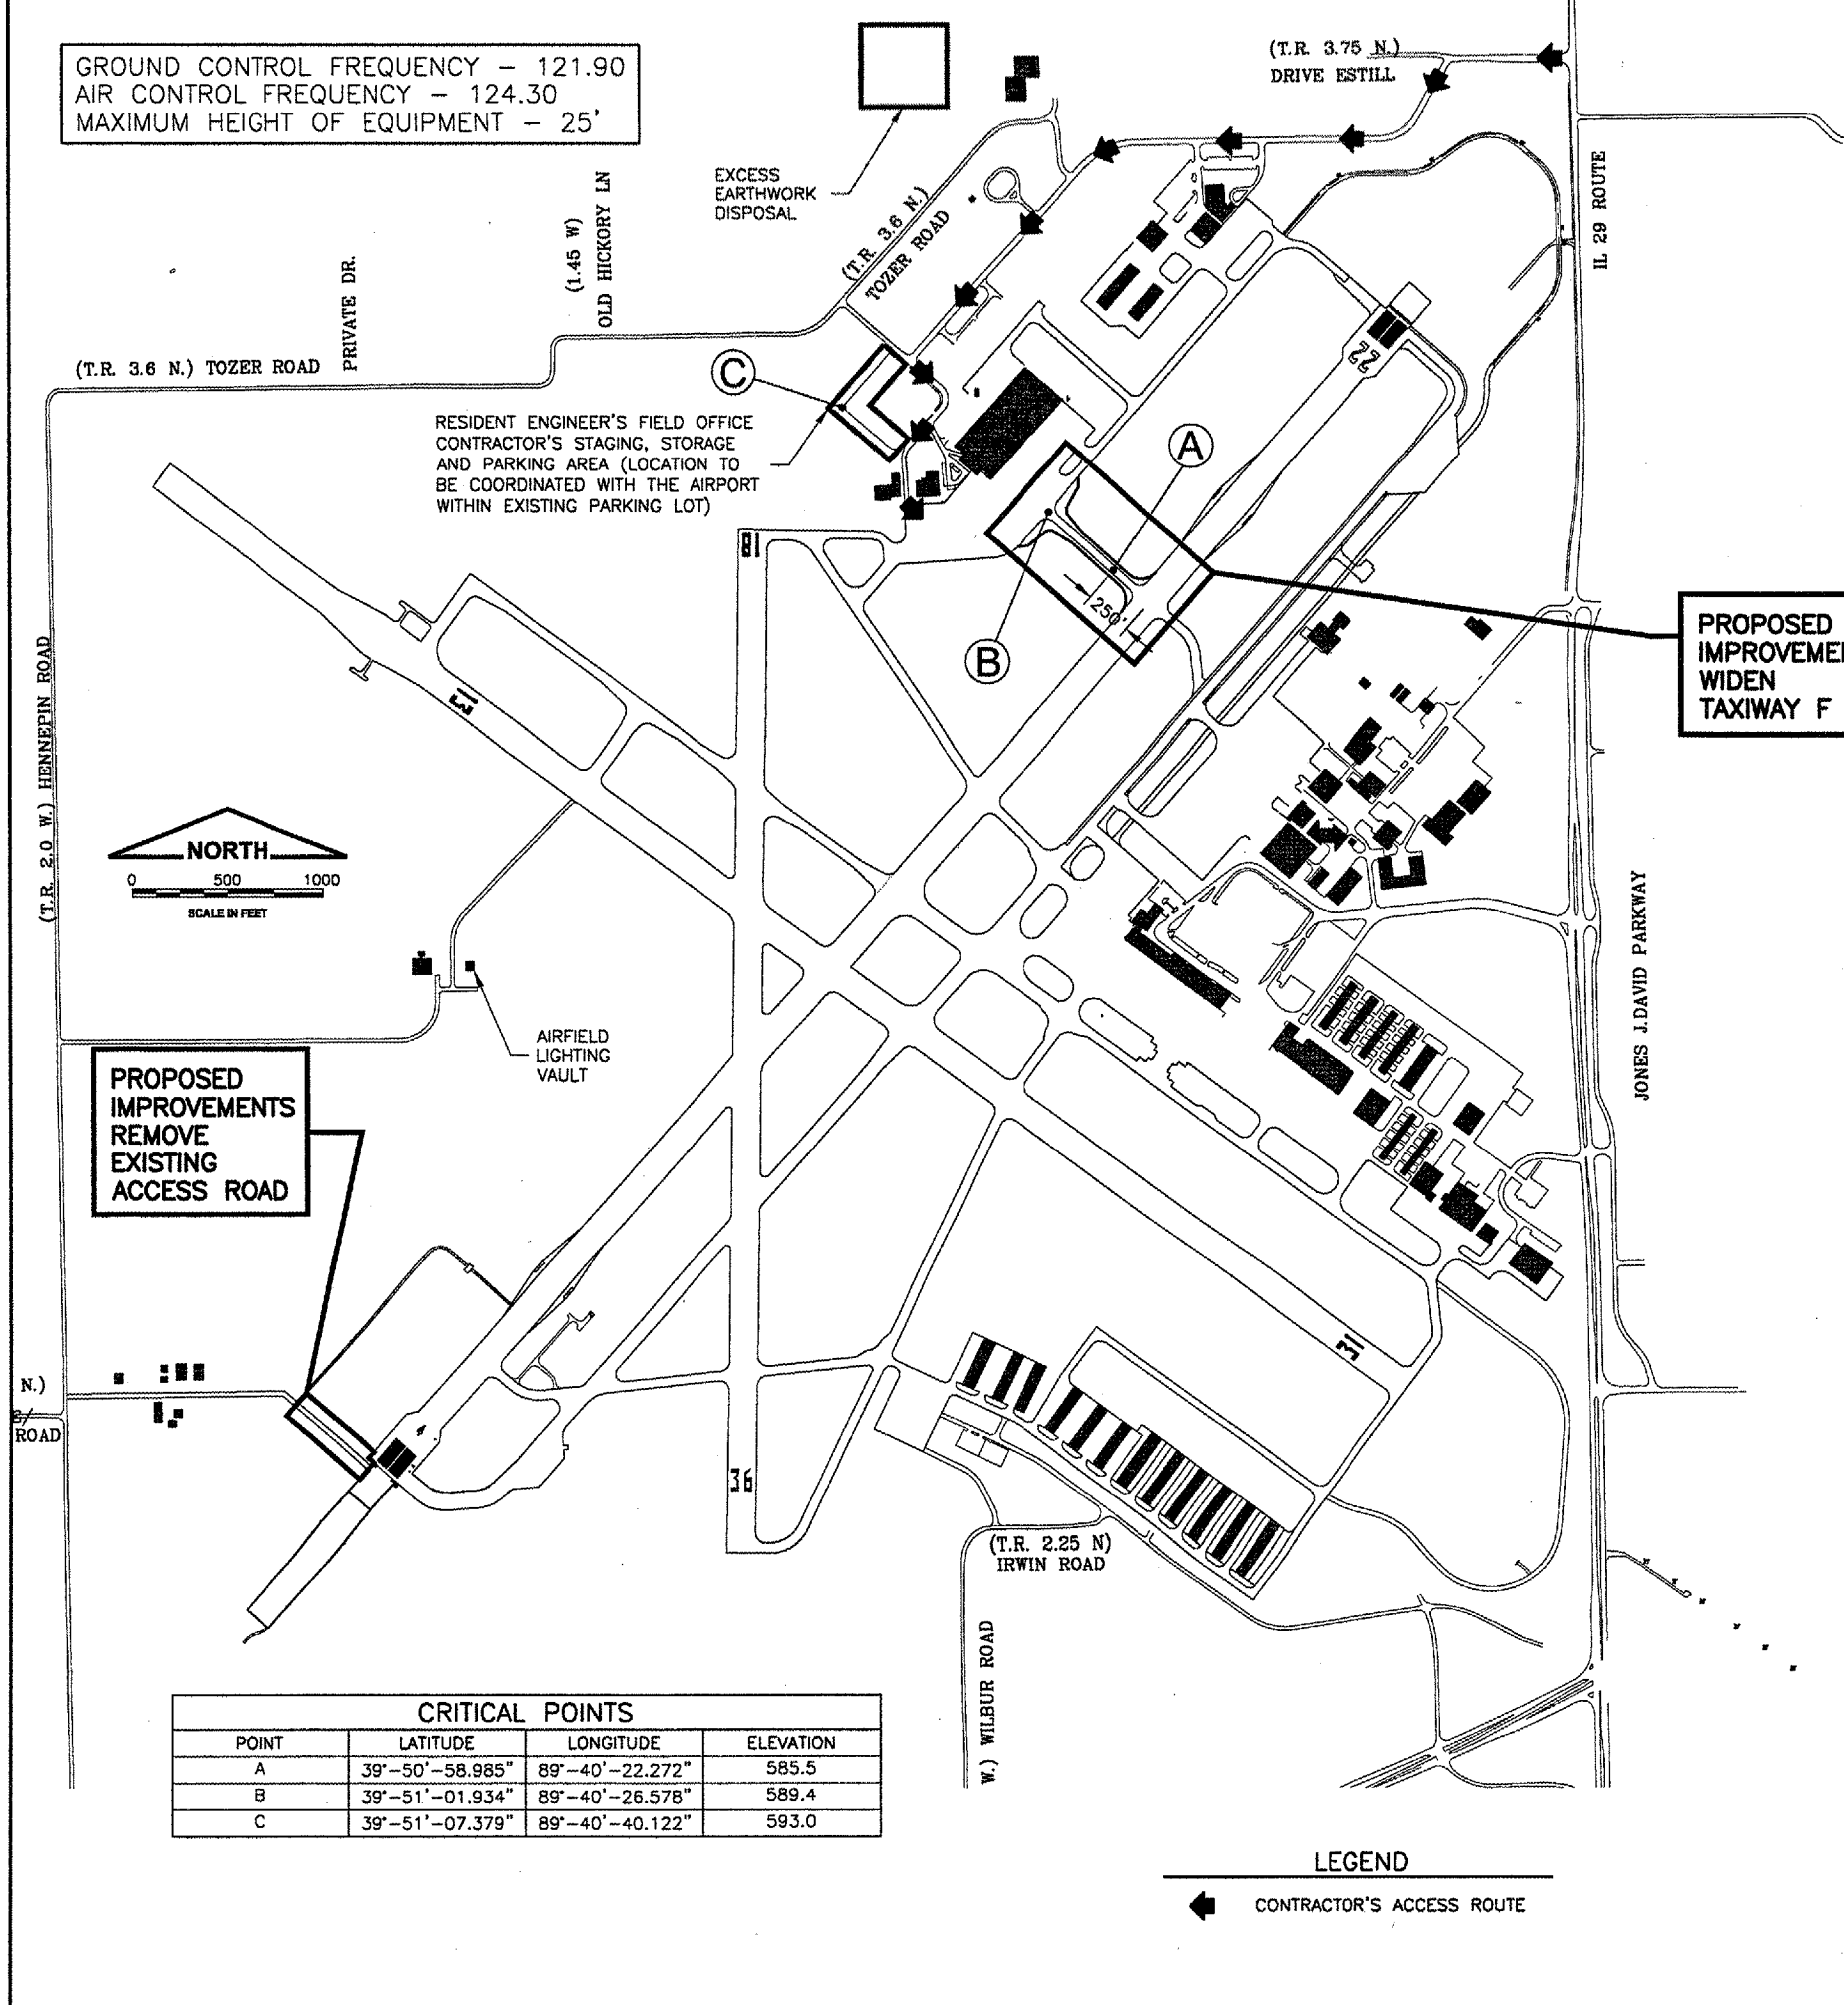 GROUND CONTROL FREQUENCY – 121.90
AIR CONTROL FREQUENCY – 124.30
MAXIMUM HEIGHT OF EQUIPMENT – 25'
(T.R. 3.75 N.)
DRIVE ESTILL
EXCESS
EARTHWORK
DISPOSAL
IL 29 ROUTE
(T.R. 3.6 N.)
TOZER ROAD
(1.45 W)
OLD HICKORY LN
PRIVATE DR.
(T.R. 3.6 N.) TOZER ROAD
C
RESIDENT ENGINEER'S FIELD OFFICE
CONTRACTOR'S STAGING, STORAGE
AND PARKING AREA (LOCATION TO
BE COORDINATED WITH THE AIRPORT
WITHIN EXISTING PARKING LOT)
22
A
18
250'
B
PROPOSED
IMPROVEME
WIDEN
TAXIWAY F
(T.R. 2.0 W.) HENNEPIN ROAD
13
NORTH
0 500 1000
SCALE IN FEET
JONES J.DAVID PARKWAY
AIRFIELD
LIGHTING
VAULT
PROPOSED
IMPROVEMENTS
REMOVE
EXISTING
ACCESS ROAD
31
N.)
ROAD
4
36
(T.R. 2.25 N)
IRWIN ROAD
W.) WILBUR ROAD
CRITICAL POINTS
POINT LATITUDE LONGITUDE ELEVATION
A 39°–50'–58.985" 89°–40'–22.272" 585.5
B 39°–51'–01.934" 89°–40'–26.578" 589.4
C 39°–51'–07.379" 89°–40'–40.122" 593.0
LEGEND
CONTRACTOR'S ACCESS ROUTE